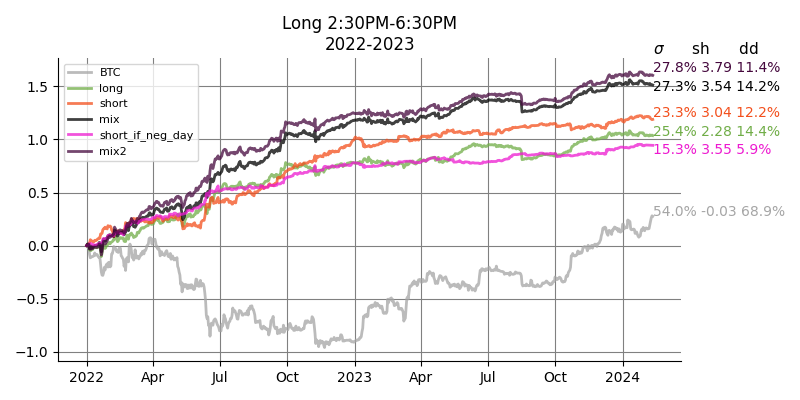 Long 2:30PM-6:30PM
2022-2023
σ sh dd
27.8% 3.79 11.4%
27.3% 3.54 14.2%
23.3% 3.04 12.2%
25.4% 2.28 14.4%
15.3% 3.55 5.9%
54.0% -0.03 68.9%
BTC
long
short
mix
short_if_neg_day
mix2
1.5
1.0
0.5
0.0
−0.5
−1.0
2022 Apr Jul Oct 2023 Apr Jul Oct 2024